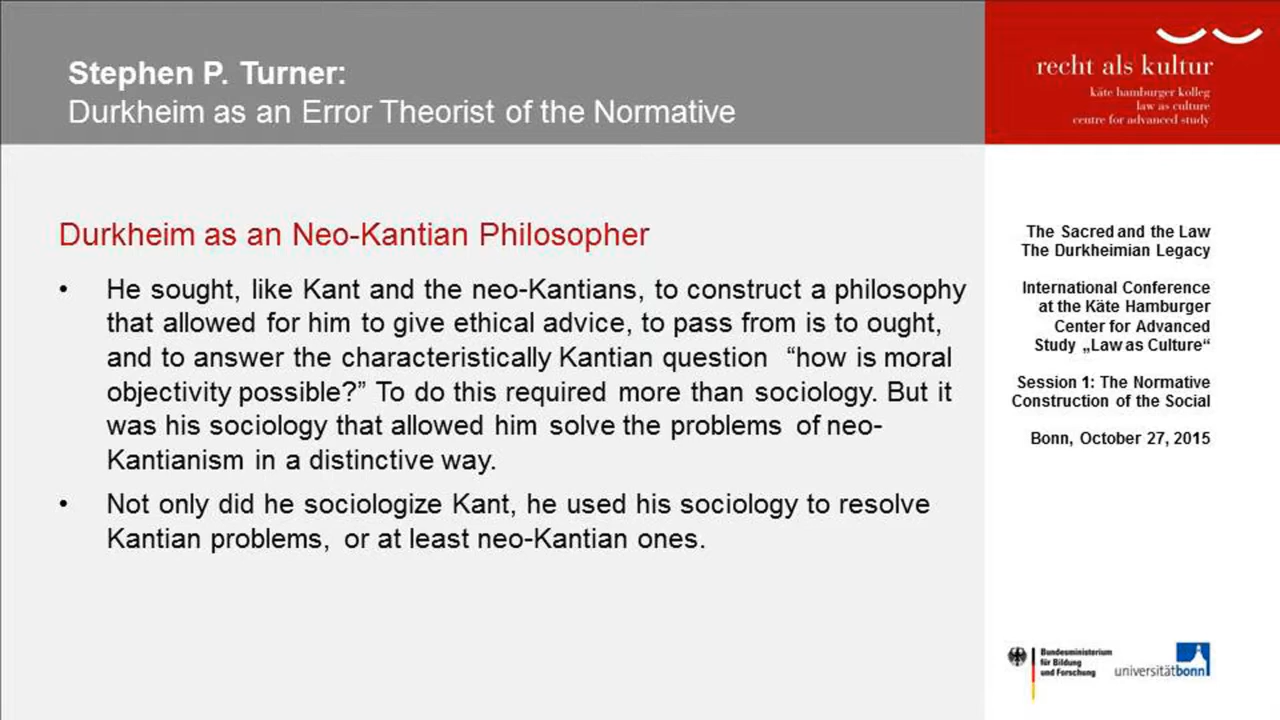 Stephen P. Turner:
Durkheim as an Error Theorist of the Normative
recht als kultur
käte hamburger kolleg
law as culture
centre for advanced study
Durkheim as an Neo-Kantian Philosopher
• He sought, like Kant and the neo-Kantians, to construct a philosophy
that allowed for him to give ethical advice, to pass from is to ought,
and to answer the characteristically Kantian question “how is moral
objectivity possible?” To do this required more than sociology. But it
was his sociology that allowed him solve the problems of neo-
Kantianism in a distinctive way.
• Not only did he sociologize Kant, he used his sociology to resolve
Kantian problems, or at least neo-Kantian ones.
The Sacred and the Law
The Durkheimian Legacy
International Conference
at the Käte Hamburger
Center for Advanced
Study „Law as Culture“
Session 1: The Normative
Construction of the Social
Bonn, October 27, 2015
Bundesministerium
für Bildung
und Forschung
universitätbonn